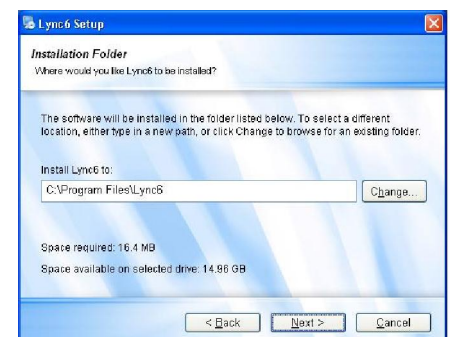 Lync6 Setup
Installation Folder
Where would you like Lync6 to be installed?
The software will be installed in the folder listed below. To select a different
location, either type in a new path, or click Change to browse for an existing folder.
Install Lync6 to:
C:\Program Files\Lync6
Change...
Space required: 16.4 MB
Space available on selected drive: 14.96 GB
< Back
Next >
Cancel